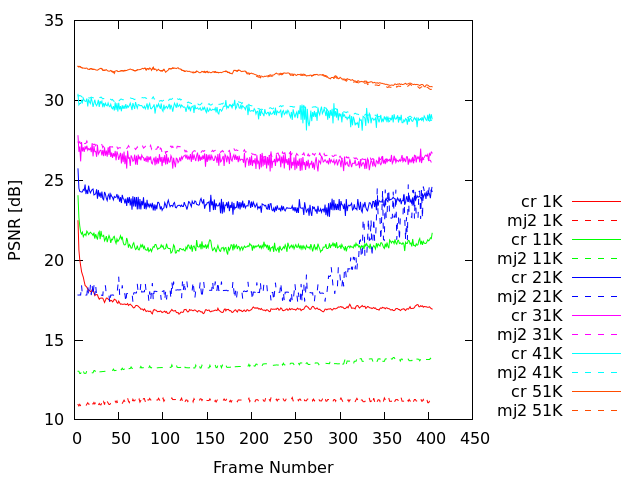 35
30
25
20
15
10
PSNR [dB]
0 50 100 150 200 250 300 350 400 450
Frame Number
cr 1K
mj2 1K
cr 11K
mj2 11K
cr 21K
mj2 21K
cr 31K
mj2 31K
cr 41K
mj2 41K
cr 51K
mj2 51K